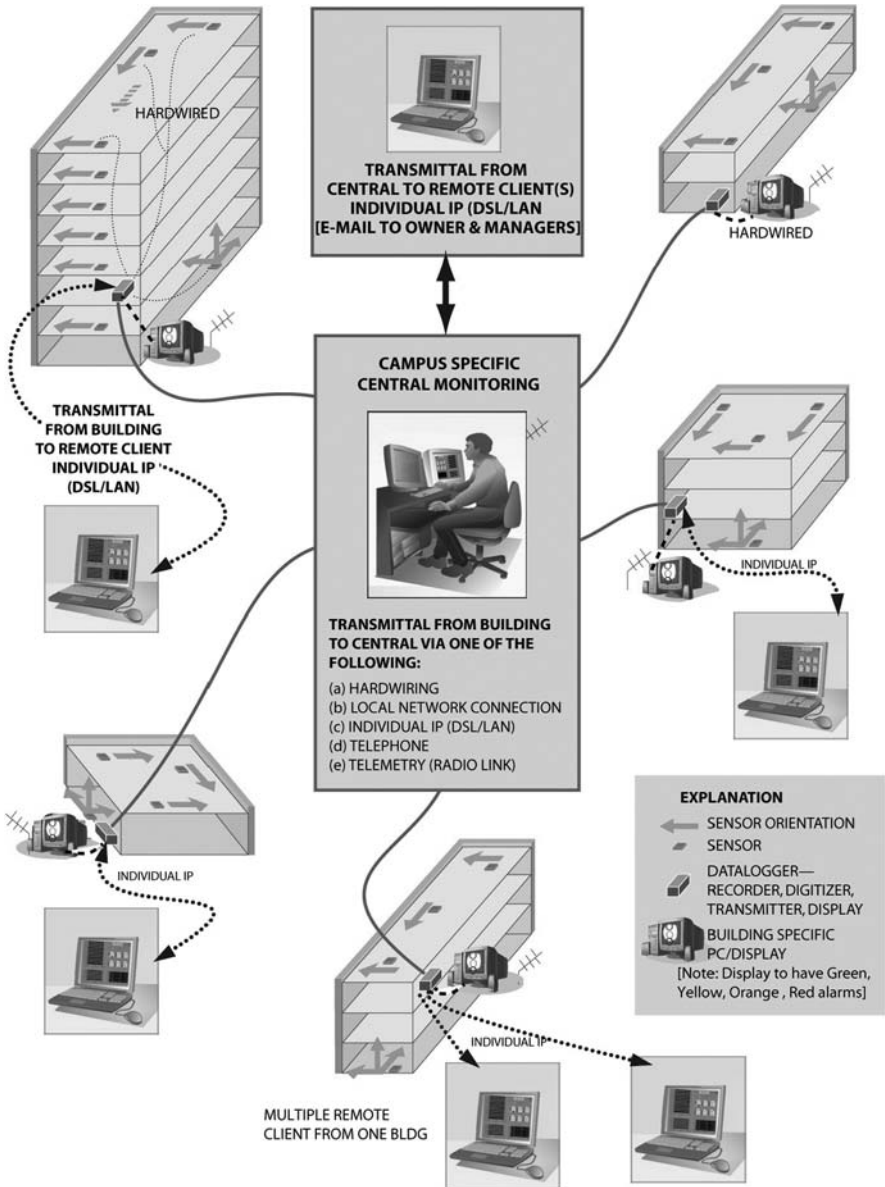 HARDWIRED
TRANSMITTAL FROM
CENTRAL TO REMOTE CLIENT(S)
INDIVIDUAL IP (DSL/LAN
[E-MAIL TO OWNER & MANAGERS]
HARDWIRED
CAMPUS SPECIFIC
CENTRAL MONITORING
TRANSMITTAL
FROM BUILDING
TO REMOTE CLIENT
INDIVIDUAL IP
(DSL/LAN)
INDIVIDUAL IP
TRANSMITTAL FROM BUILDING
TO CENTRAL VIA ONE OF THE
FOLLOWING:
(a) HARDWIRING
(b) LOCAL NETWORK CONNECTION
(c) INDIVIDUAL IP (DSL/LAN)
(d) TELEPHONE
(e) TELEMETRY (RADIO LINK)
INDIVIDUAL IP
EXPLANATION
SENSOR ORIENTATION
SENSOR
DATALOGGER—
RECORDER, DIGITIZER,
TRANSMITTER, DISPLAY
BUILDING SPECIFIC
PC/DISPLAY
[Note: Display to have Green,
Yellow, Orange , Red alarms]
INDIVIDUAL IP
MULTIPLE REMOTE
CLIENT FROM ONE BLDG